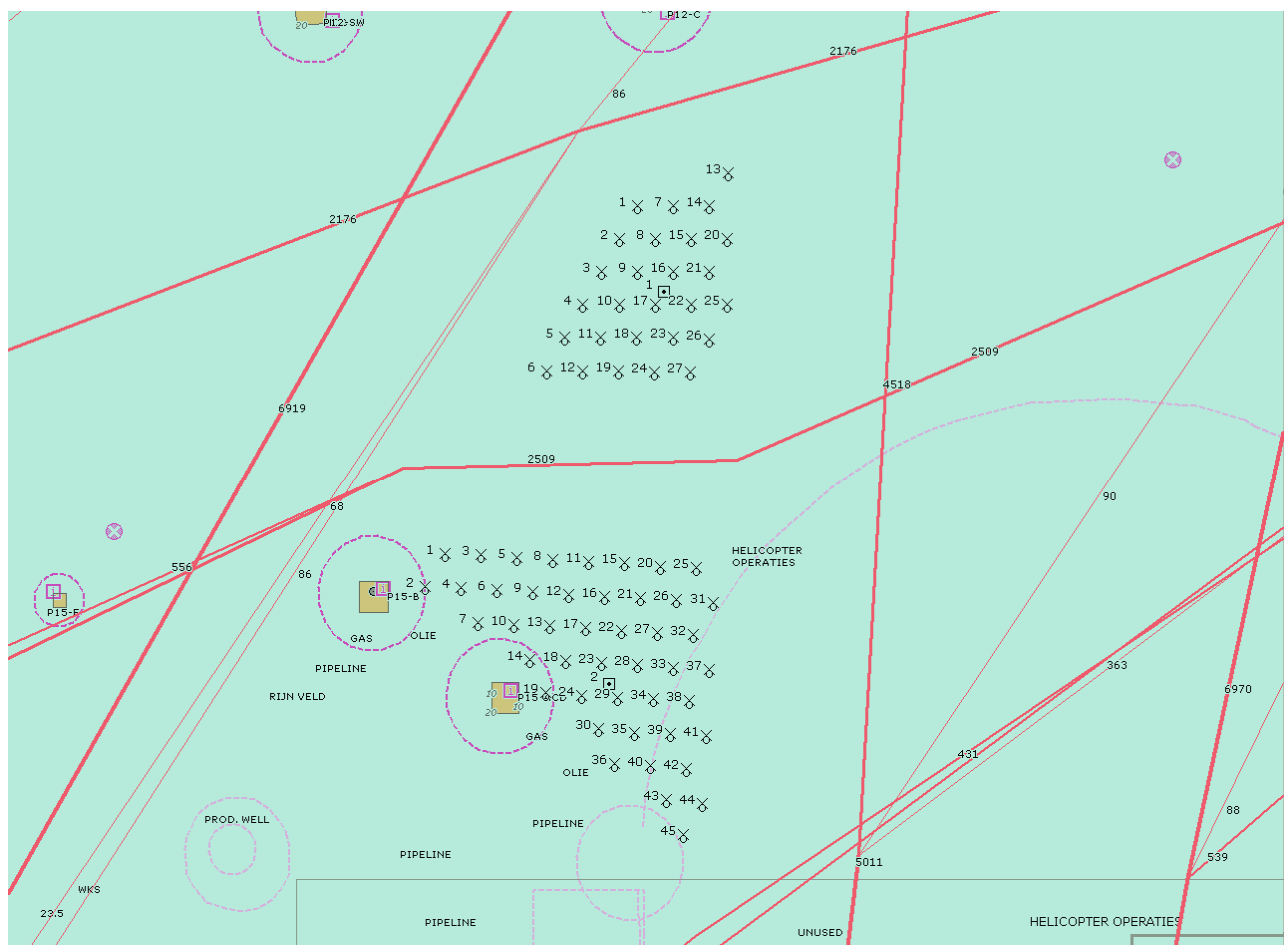 P12-SW
20
P12-C
2176
86
13
1 7 14
2176
2 8 15 20
3 9 16 21
1
4 10 17 22 25
5 11 18 23 26
2509
6 12 19 24 27
4518
6919
2509
90
68
1 3 5 8 11 15 20 25
HELICOPTER
OPERATIES
556
86
2 4 6 9 12 16 21 26 31
1
P15-B
P15-F
7 10 13 17 22 27 32
GAS
OLIE
14 18 23 28 33 37
PIPELINE
363
2
RIJN VELD
10 1 19 24 29 34 38
6970
20 10
30 35 39 41
GAS
431
36 40 42
OLIE
43 44
88
PROD. WELL
PIPELINE
45
PIPELINE
5011
539
WKS
23.5
PIPELINE
UNUSED
HELICOPTER OPERATIES